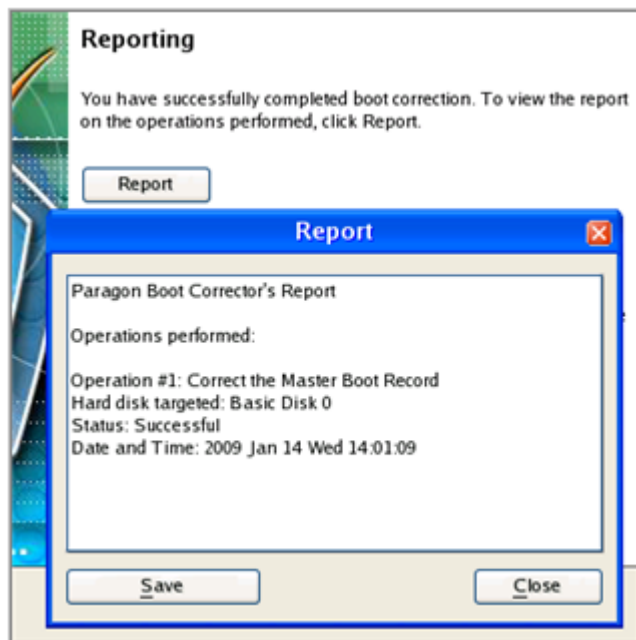 Reporting
You have successfully completed boot correction. To view the report
on the operations performed, click Report.
Report
Report
Paragon Boot Corrector's Report
Operations performed:
Operation #1: Correct the Master Boot Record
Hard disk targeted: Basic Disk 0
Status: Successful
Date and Time: 2009 Jan 14 Wed 14:01:09
Save
Close